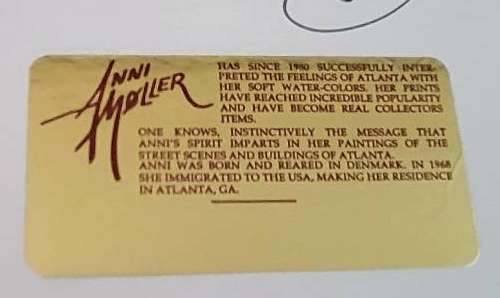 ANNI MØLLER
HAS SINCE 1980 SUCCESSFULLY INTER-
PRETED THE FEELINGS OF ATLANTA WITH
HER SOFT WATER-COLORS. HER PRINTS
HAVE REACHED INCREDIBLE POPULARITY
AND HAVE BECOME REAL COLLECTORS
ITEMS.
ONE KNOWS, INSTINCTIVELY THE MESSAGE THAT
ANNI'S SPIRIT IMPARTS IN HER PAINTINGS OF THE
STREET SCENES AND BUILDINGS OF ATLANTA.
ANNI WAS BORN AND REARED IN DENMARK. IN 1968
SHE IMMIGRATED TO THE USA, MAKING HER RESIDENCE
IN ATLANTA, GA.